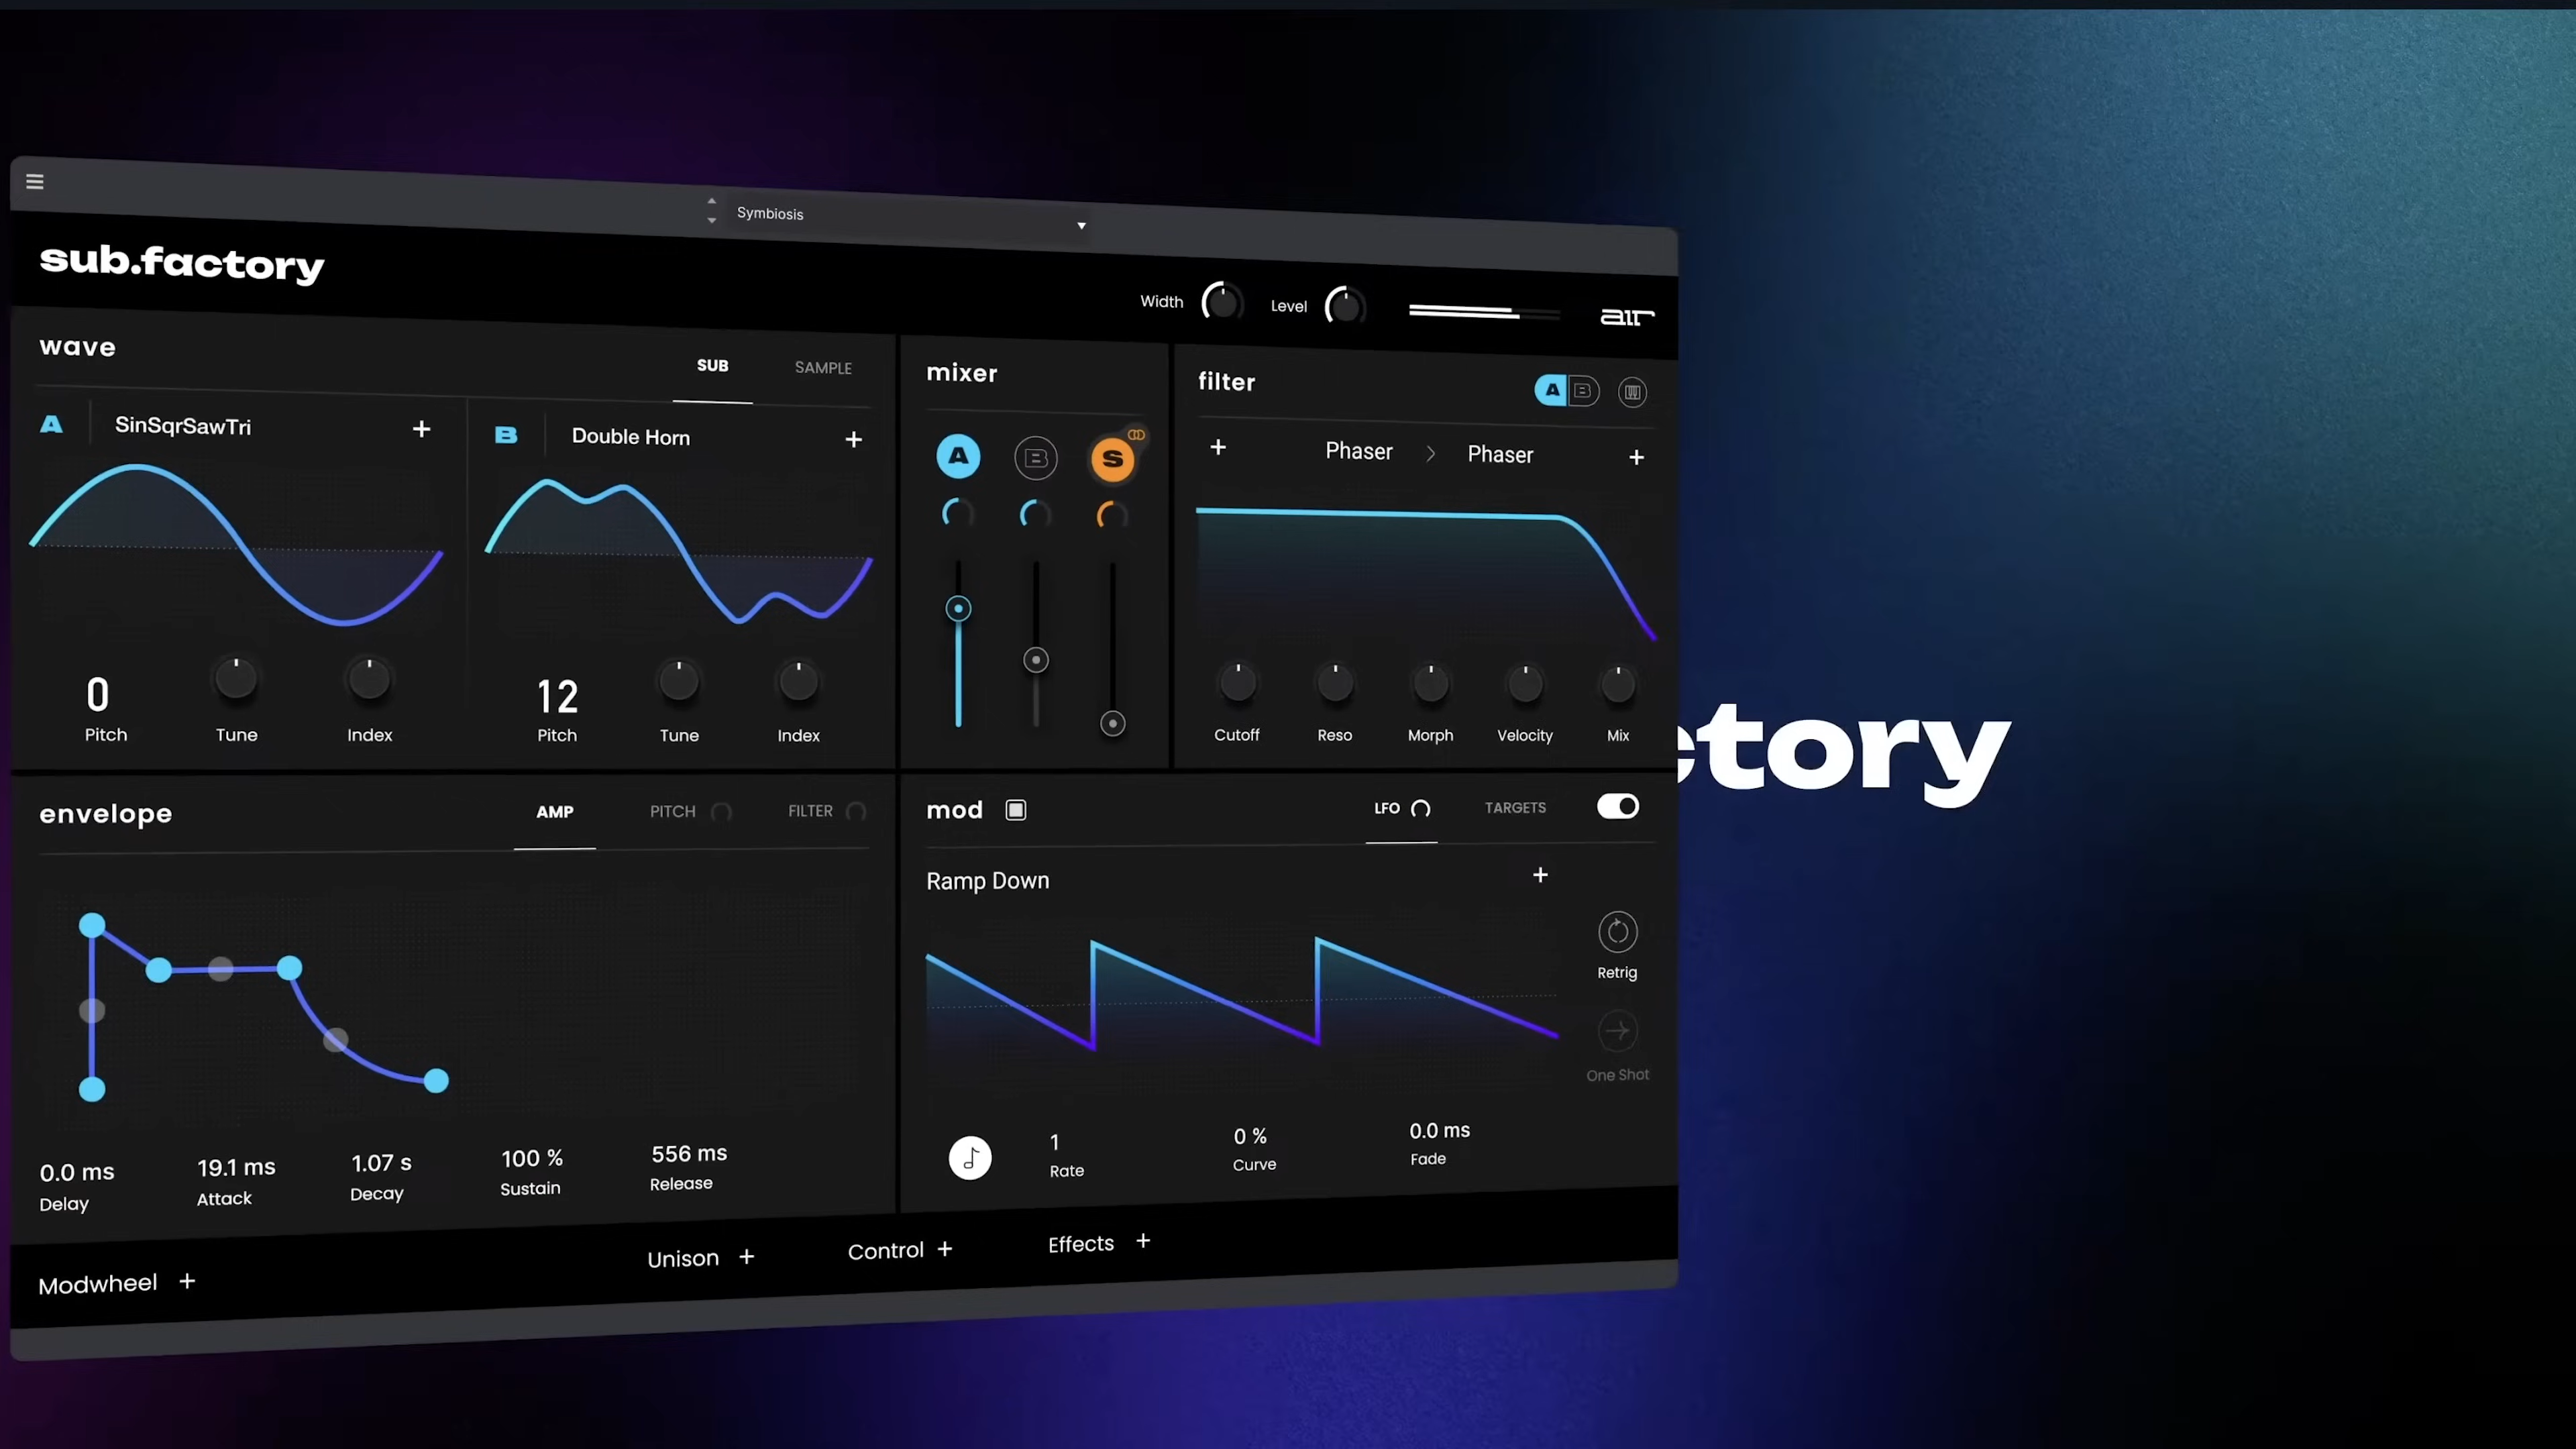 Symbiosis
sub.factory
Width
Level
air
wave
SUB
SAMPLE
A
SinSqrSawTri
+
B
Double Horn
+
0
Pitch
Tune
Index
12
Pitch
Tune
Index
mixer
A
B
S
filter
A
B
+
Phaser
>
Phaser
+
Cutoff
Reso
Morph
Velocity
Mix
ctory
envelope
AMP
PITCH
FILTER
0.0 ms
Delay
19.1 ms
Attack
1.07 s
Decay
100 %
Sustain
556 ms
Release
mod
LFO
TARGETS
Ramp Down
+
Retrig
One Shot
1
Rate
0 %
Curve
0.0 ms
Fade
Modwheel +
Unison +
Control +
Effects +